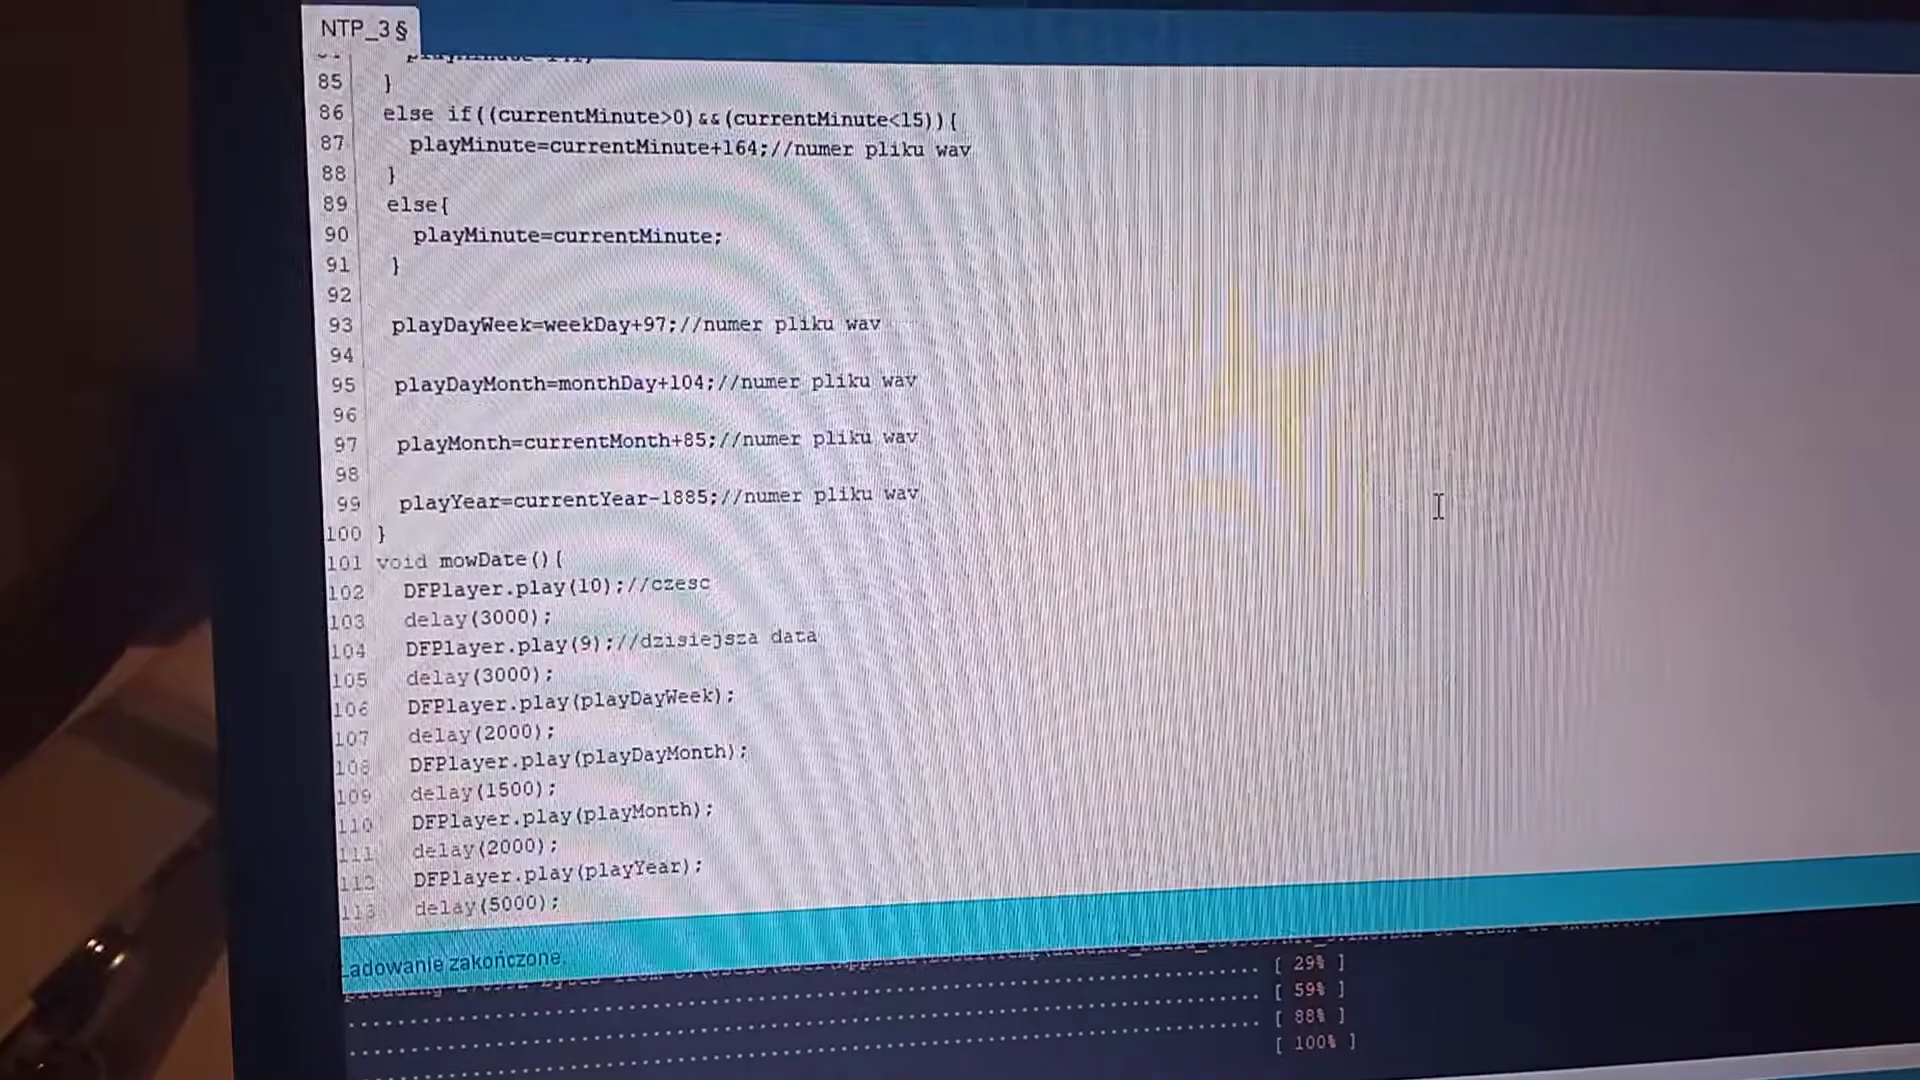 NTP_3§
85 }
86 else if((currentMinute>0)&&(currentMinute<15)){
87 playMinute=currentMinute+164;//numer pliku wav
88 }
89 else{
90 playMinute=currentMinute;
91 }
92
93 playDayWeek=weekDay+97;//numer pliku wav
94
95 playDayMonth=monthDay+104;//numer pliku wav
96
97 playMonth=currentMonth+85;//numer pliku wav
98
99 playYear=currentYear-1885;//numer pliku wav
100 }
101 void mowDate(){
102 DFPlayer.play(10);//czesc
103 delay(3000);
104 DFPlayer.play(9);//dzisiejsza data
105 delay(3000);
106 DFPlayer.play(playDayWeek);
107 delay(2000);
108 DFPlayer.play(playDayMonth);
109 delay(1500);
110 DFPlayer.play(playMonth);
111 delay(2000);
112 DFPlayer.play(playYear);
113 delay(5000);
Ładowanie zakończone.
................................................................................ [ 29% ]
................................................................................ [ 59% ]
................................................................................ [ 88% ]
[ 100% ]